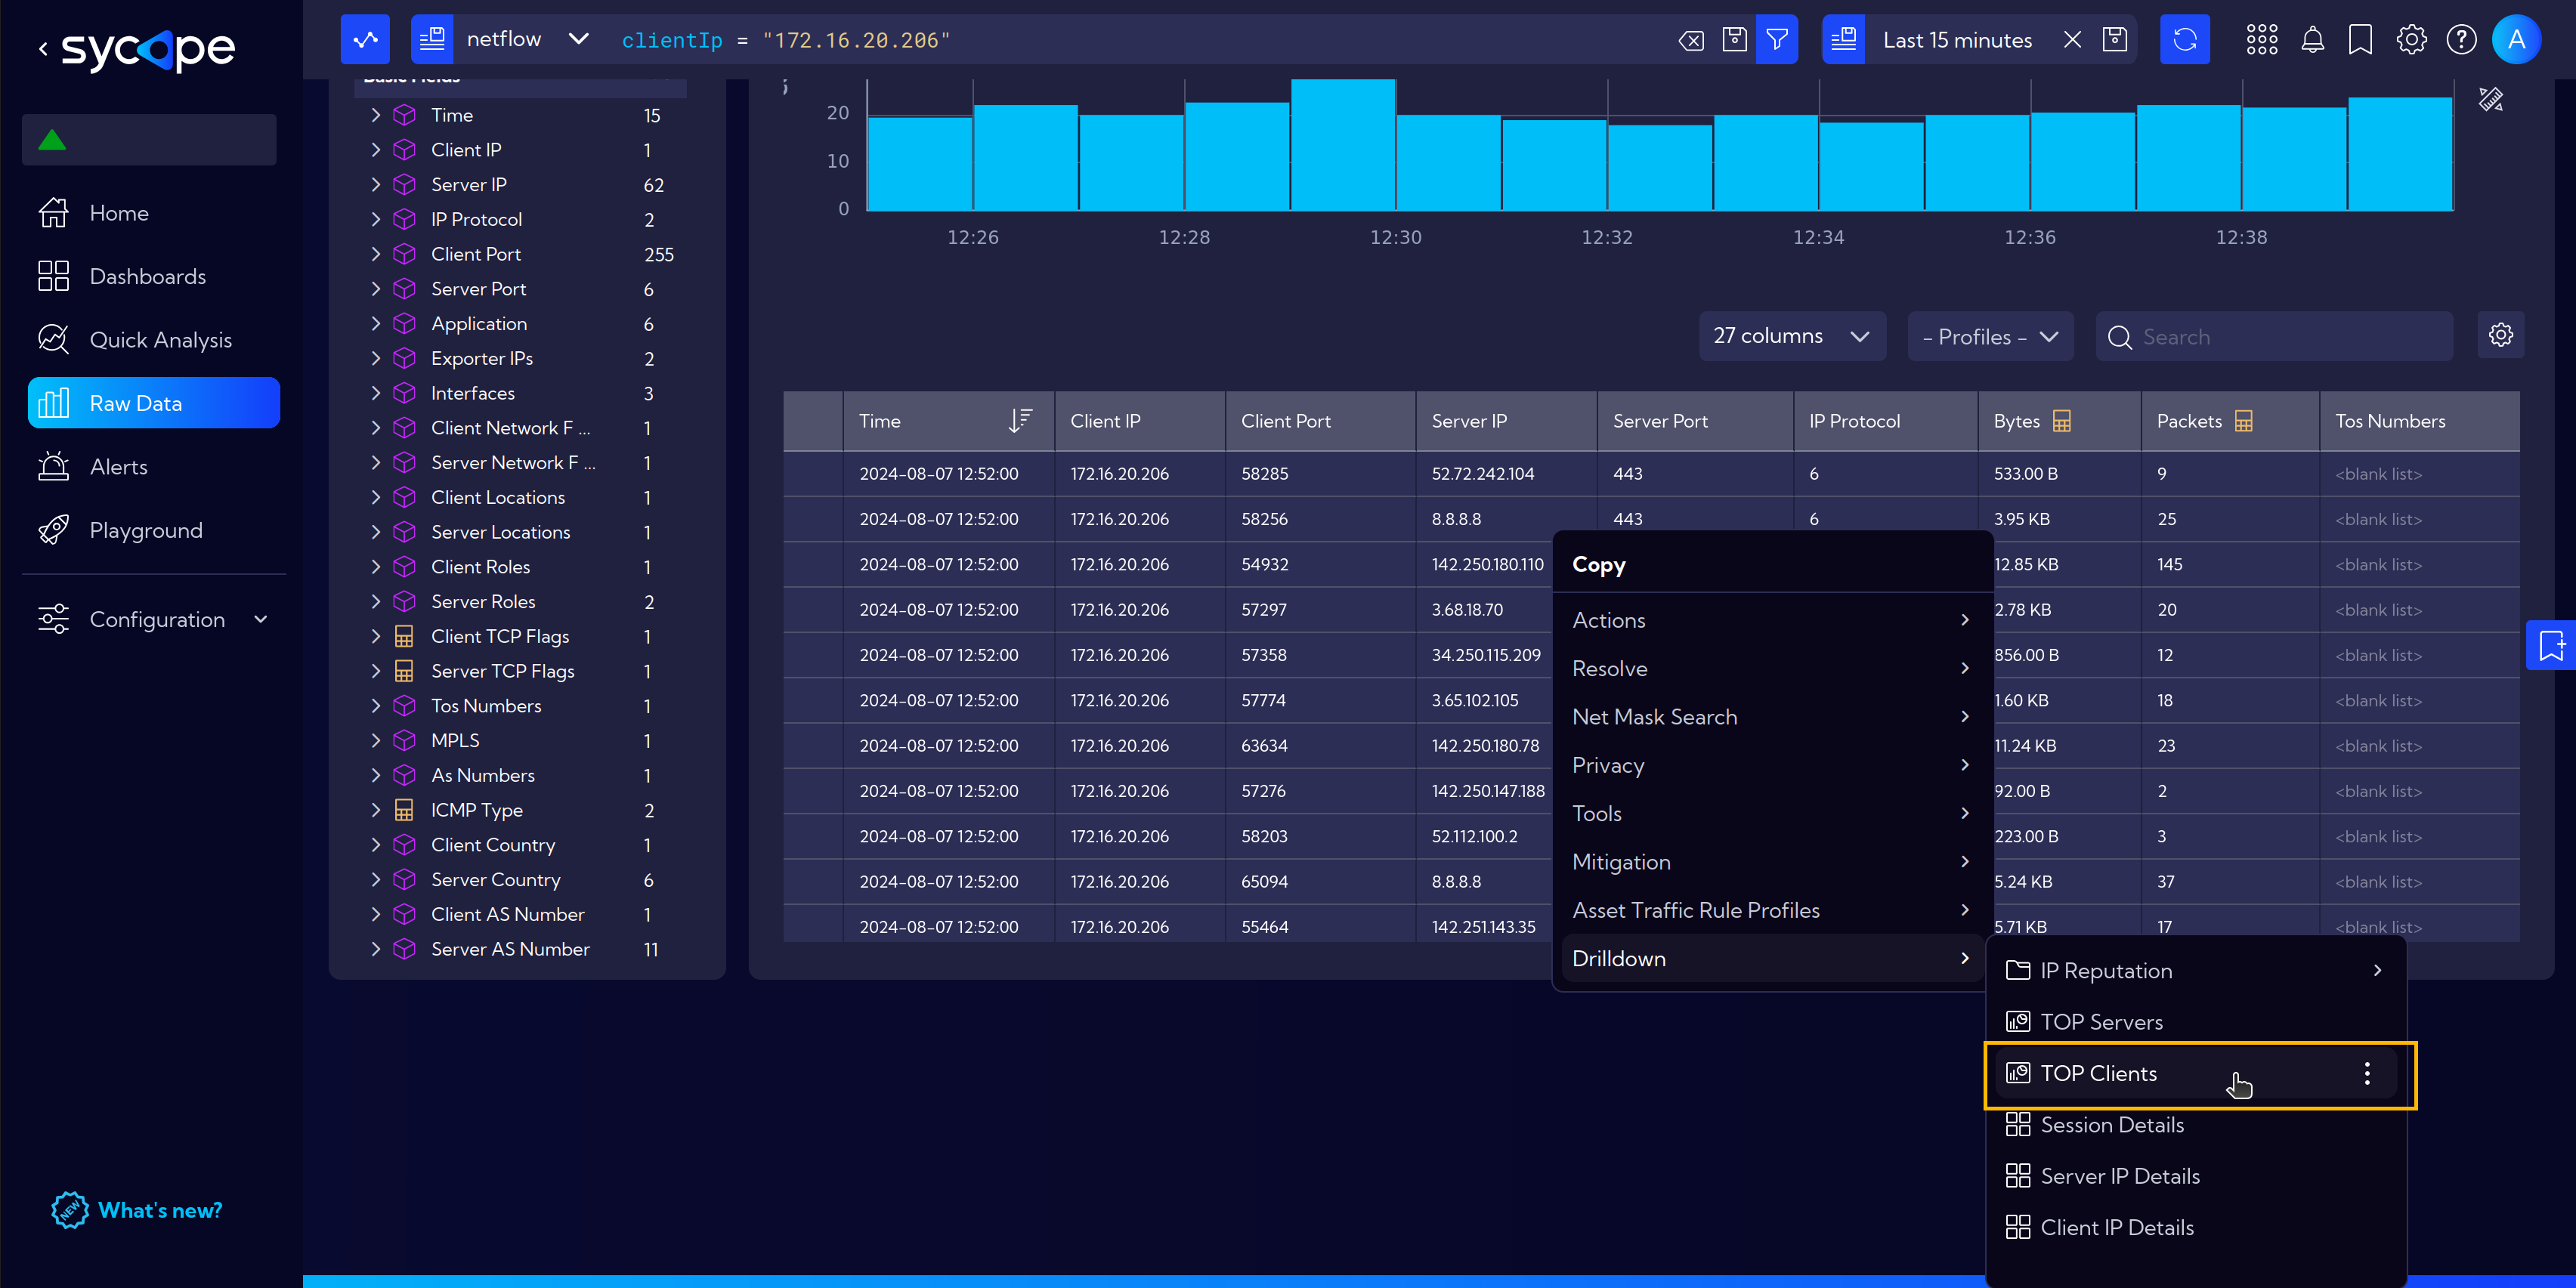 sycope
Home
Dashboards
Quick Analysis
Raw Data
Alerts
Playground
Configuration
NEW What's new?
netflow
clientIp = "172.16.20.206"
Last 15 minutes
A
Basic Fields
Time 15
Client IP 1
Server IP 62
IP Protocol 2
Client Port 255
Server Port 6
Application 6
Exporter IPs 2
Interfaces 3
Client Network F ... 1
Server Network F ... 1
Client Locations 1
Server Locations 1
Client Roles 1
Server Roles 2
Client TCP Flags 1
Server TCP Flags 1
Tos Numbers 1
MPLS 1
As Numbers 1
ICMP Type 2
Client Country 1
Server Country 6
Client AS Number 1
Server AS Number 11
20
10
0
12:26 12:28 12:30 12:32 12:34 12:36 12:38
27 columns
- Profiles -
Search
Time Client IP Client Port Server IP Server Port IP Protocol Bytes Packets Tos Numbers
2024-08-07 12:52:00 172.16.20.206 58285 52.72.242.104 443 6 533.00 B 9 <blank list>
2024-08-07 12:52:00 172.16.20.206 58256 8.8.8.8 443 6 3.95 KB 25 <blank list>
2024-08-07 12:52:00 172.16.20.206 54932 142.250.180.110 12.85 KB 145 <blank list>
2024-08-07 12:52:00 172.16.20.206 57297 3.68.18.70 2.78 KB 20 <blank list>
2024-08-07 12:52:00 172.16.20.206 57358 34.250.115.209 856.00 B 12 <blank list>
2024-08-07 12:52:00 172.16.20.206 57774 3.65.102.105 1.60 KB 18 <blank list>
2024-08-07 12:52:00 172.16.20.206 63634 142.250.180.78 11.24 KB 23 <blank list>
2024-08-07 12:52:00 172.16.20.206 57276 142.250.147.188 92.00 B 2 <blank list>
2024-08-07 12:52:00 172.16.20.206 58203 52.112.100.2 223.00 B 3 <blank list>
2024-08-07 12:52:00 172.16.20.206 65094 8.8.8.8 5.24 KB 37 <blank list>
2024-08-07 12:52:00 172.16.20.206 55464 142.251.143.35 5.71 KB 17 <blank list>
Copy
Actions
Resolve
Net Mask Search
Privacy
Tools
Mitigation
Asset Traffic Rule Profiles
Drilldown
IP Reputation
TOP Servers
TOP Clients
Session Details
Server IP Details
Client IP Details